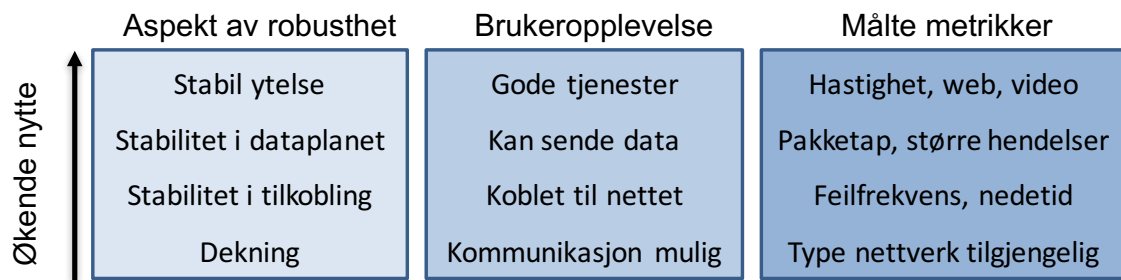 Aspekt av robusthet
Brukeropplevelse
Målte metrikker
Økende nytte
Stabil ytelse
Gode tjenester
Hastighet, web, video
Stabilitet i dataplanet
Kan sende data
Pakketap, større hendelser
Stabilitet i tilkobling
Koblet til nettet
Feilfrekvens, nedetid
Dekning
Kommunikasjon mulig
Type nettverk tilgjengelig